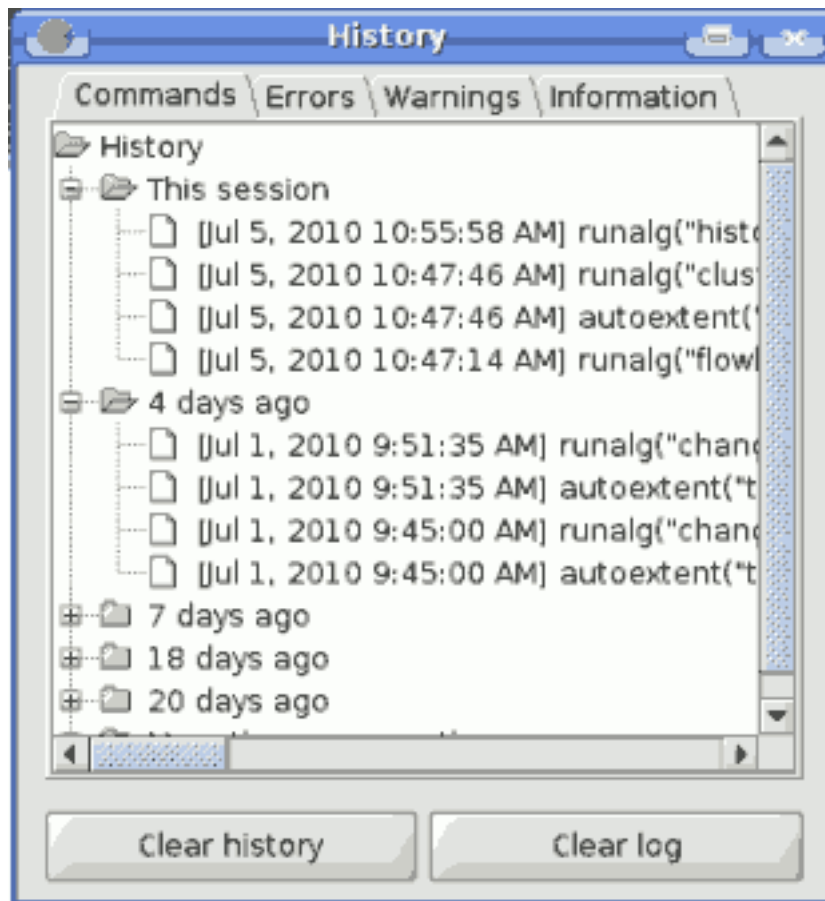 History
Commands Errors Warnings Information
History
This session
[Jul 5, 2010 10:55:58 AM] runalg("histo
[Jul 5, 2010 10:47:46 AM] runalg("clus
[Jul 5, 2010 10:47:46 AM] autoextent("
[Jul 5, 2010 10:47:14 AM] runalg("flow
4 days ago
[Jul 1, 2010 9:51:35 AM] runalg("chang
[Jul 1, 2010 9:51:35 AM] autoextent("t
[Jul 1, 2010 9:45:00 AM] runalg("chang
[Jul 1, 2010 9:45:00 AM] autoextent("t
7 days ago
18 days ago
20 days ago
Clear history Clear log